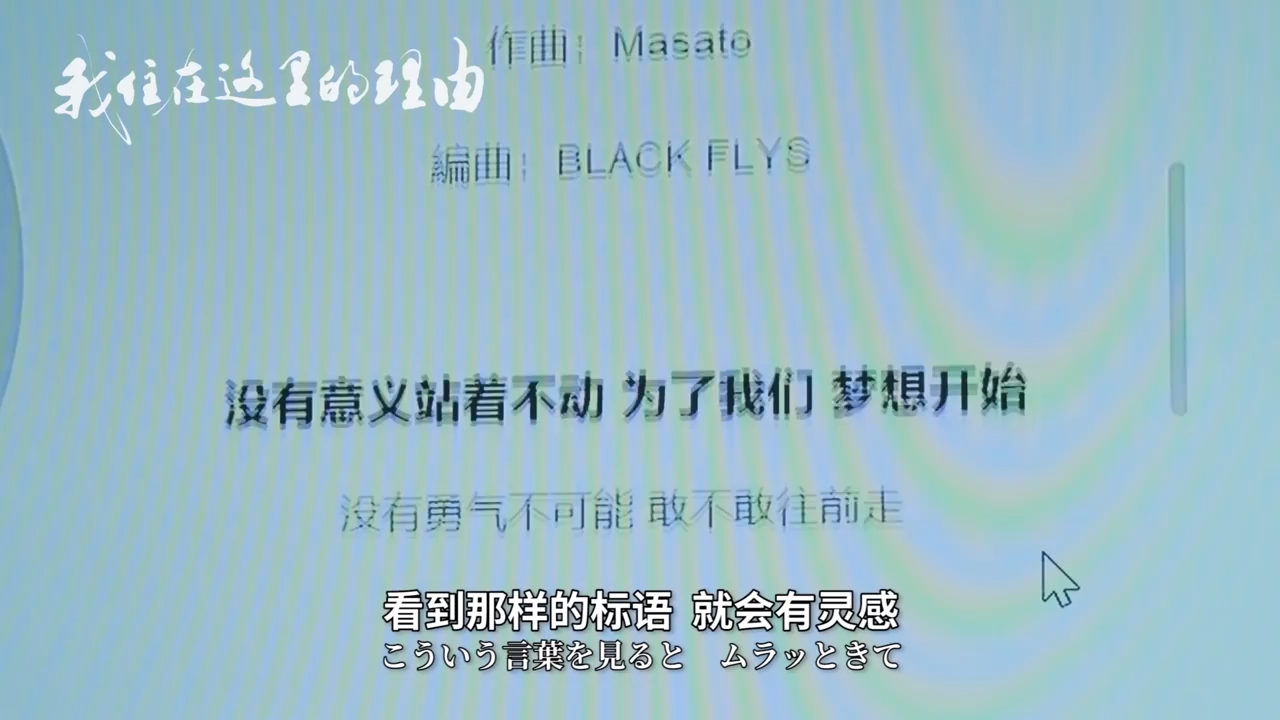 作曲：Masato
我住在这里的理由
編曲：BLACK FLYS
没有意义站着不动 为了我们 梦想开始
没有勇气不可能 敢不敢往前走
看到那样的标语 就会有灵感
こういう言葉を見ると　ムラッときて